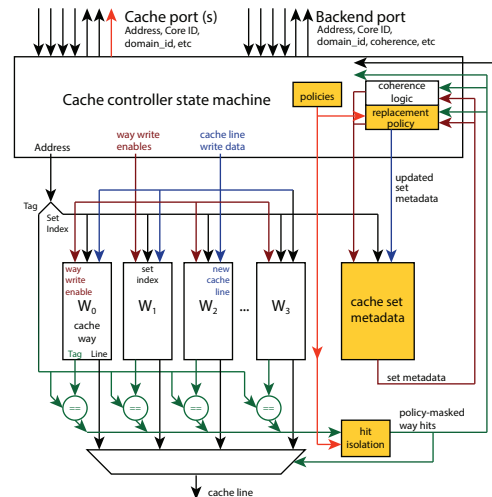 Cache port (s)
Address, Core ID,
domain_id, etc
Backend port
Address, Core ID,
domain_id, coherence, etc
Cache controller state machine
policies
coherence
logic
replacement
policy
Address
way write
enables
cache line
write data
updated
set
metadata
Tag
Set
Index
way
write
enable
W0
cache
way
Tag
Line
set
index
W1
new
cache
line
W2
...
W3
cache set
metadata
set metadata
==
==
==
==
hit
isolation
policy-masked
way hits
cache line